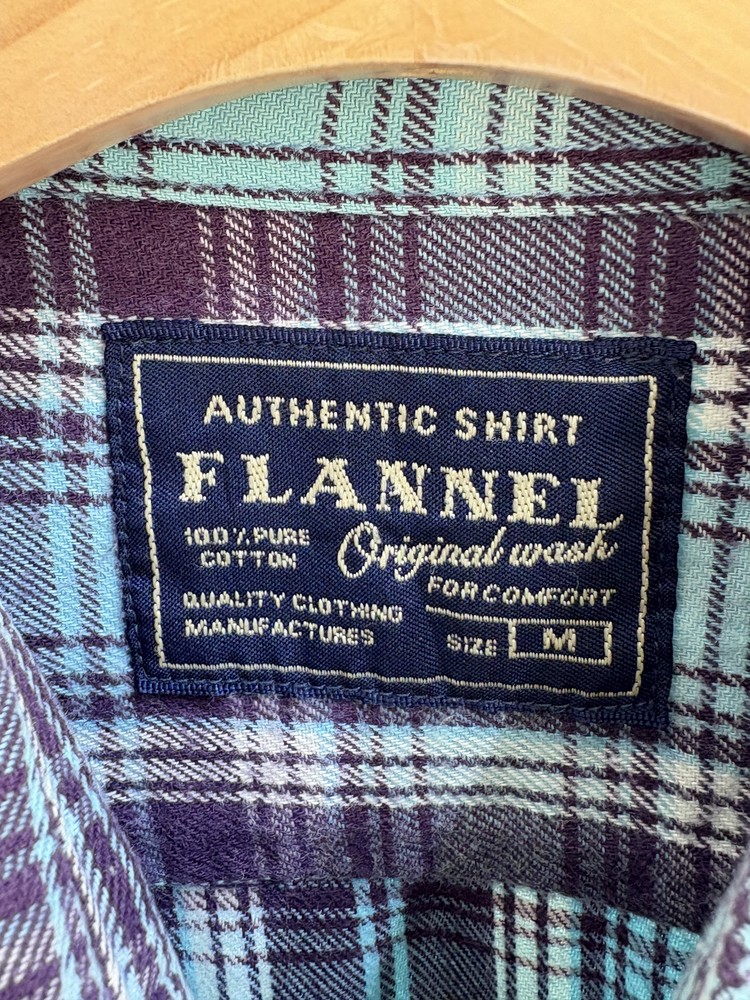 AUTHENTIC SHIRT
FLANNEL
100% PURE
COTTON
Original wash
FOR COMFORT
QUALITY CLOTHING
MANUFACTURES
SIZE M